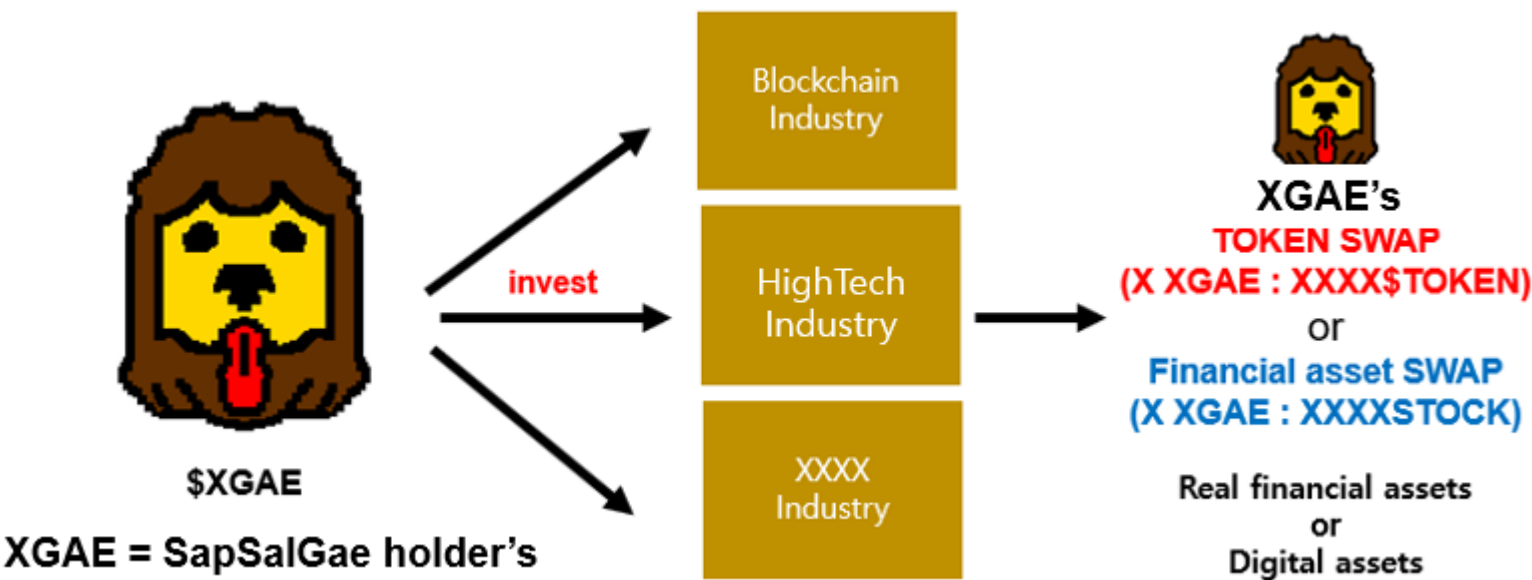 $XGAE
XGAE = SapSalGae holder's
invest
Blockchain
Industry
HighTech
Industry
XXXX
Industry
XGAE's
TOKEN SWAP
(X XGAE : XXXX$TOKEN)
or
Financial asset SWAP
(X XGAE : XXXXSTOCK)
Real financial assets
or
Digital assets